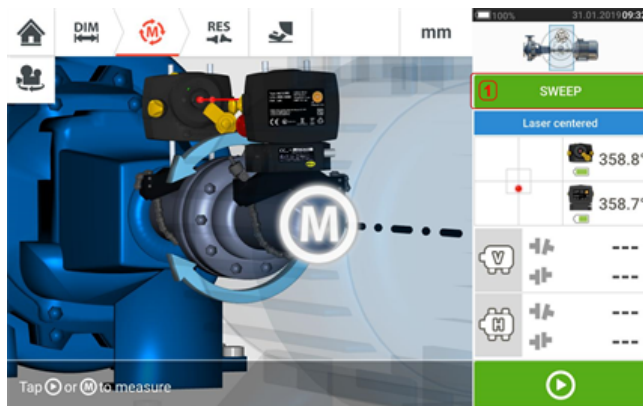 DIM
M
RES
mm
100%
31.01.2019 09:32
1
SWEEP
Laser centered
358.8°
358.7°
M
V
---
---
H
---
---
Tap or M to measure